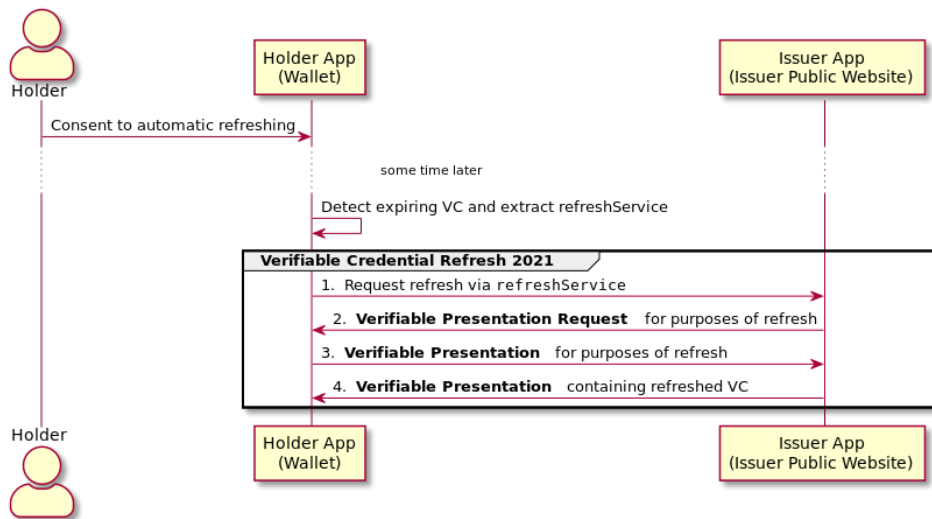 Holder
Holder App
(Wallet)
Issuer App
(Issuer Public Website)
Consent to automatic refreshing
some time later
Detect expiring VC and extract refreshService
Verifiable Credential Refresh 2021
1. Request refresh via refreshService
2. Verifiable Presentation Request for purposes of refresh
3. Verifiable Presentation for purposes of refresh
4. Verifiable Presentation containing refreshed VC
Holder
Holder App
(Wallet)
Issuer App
(Issuer Public Website)